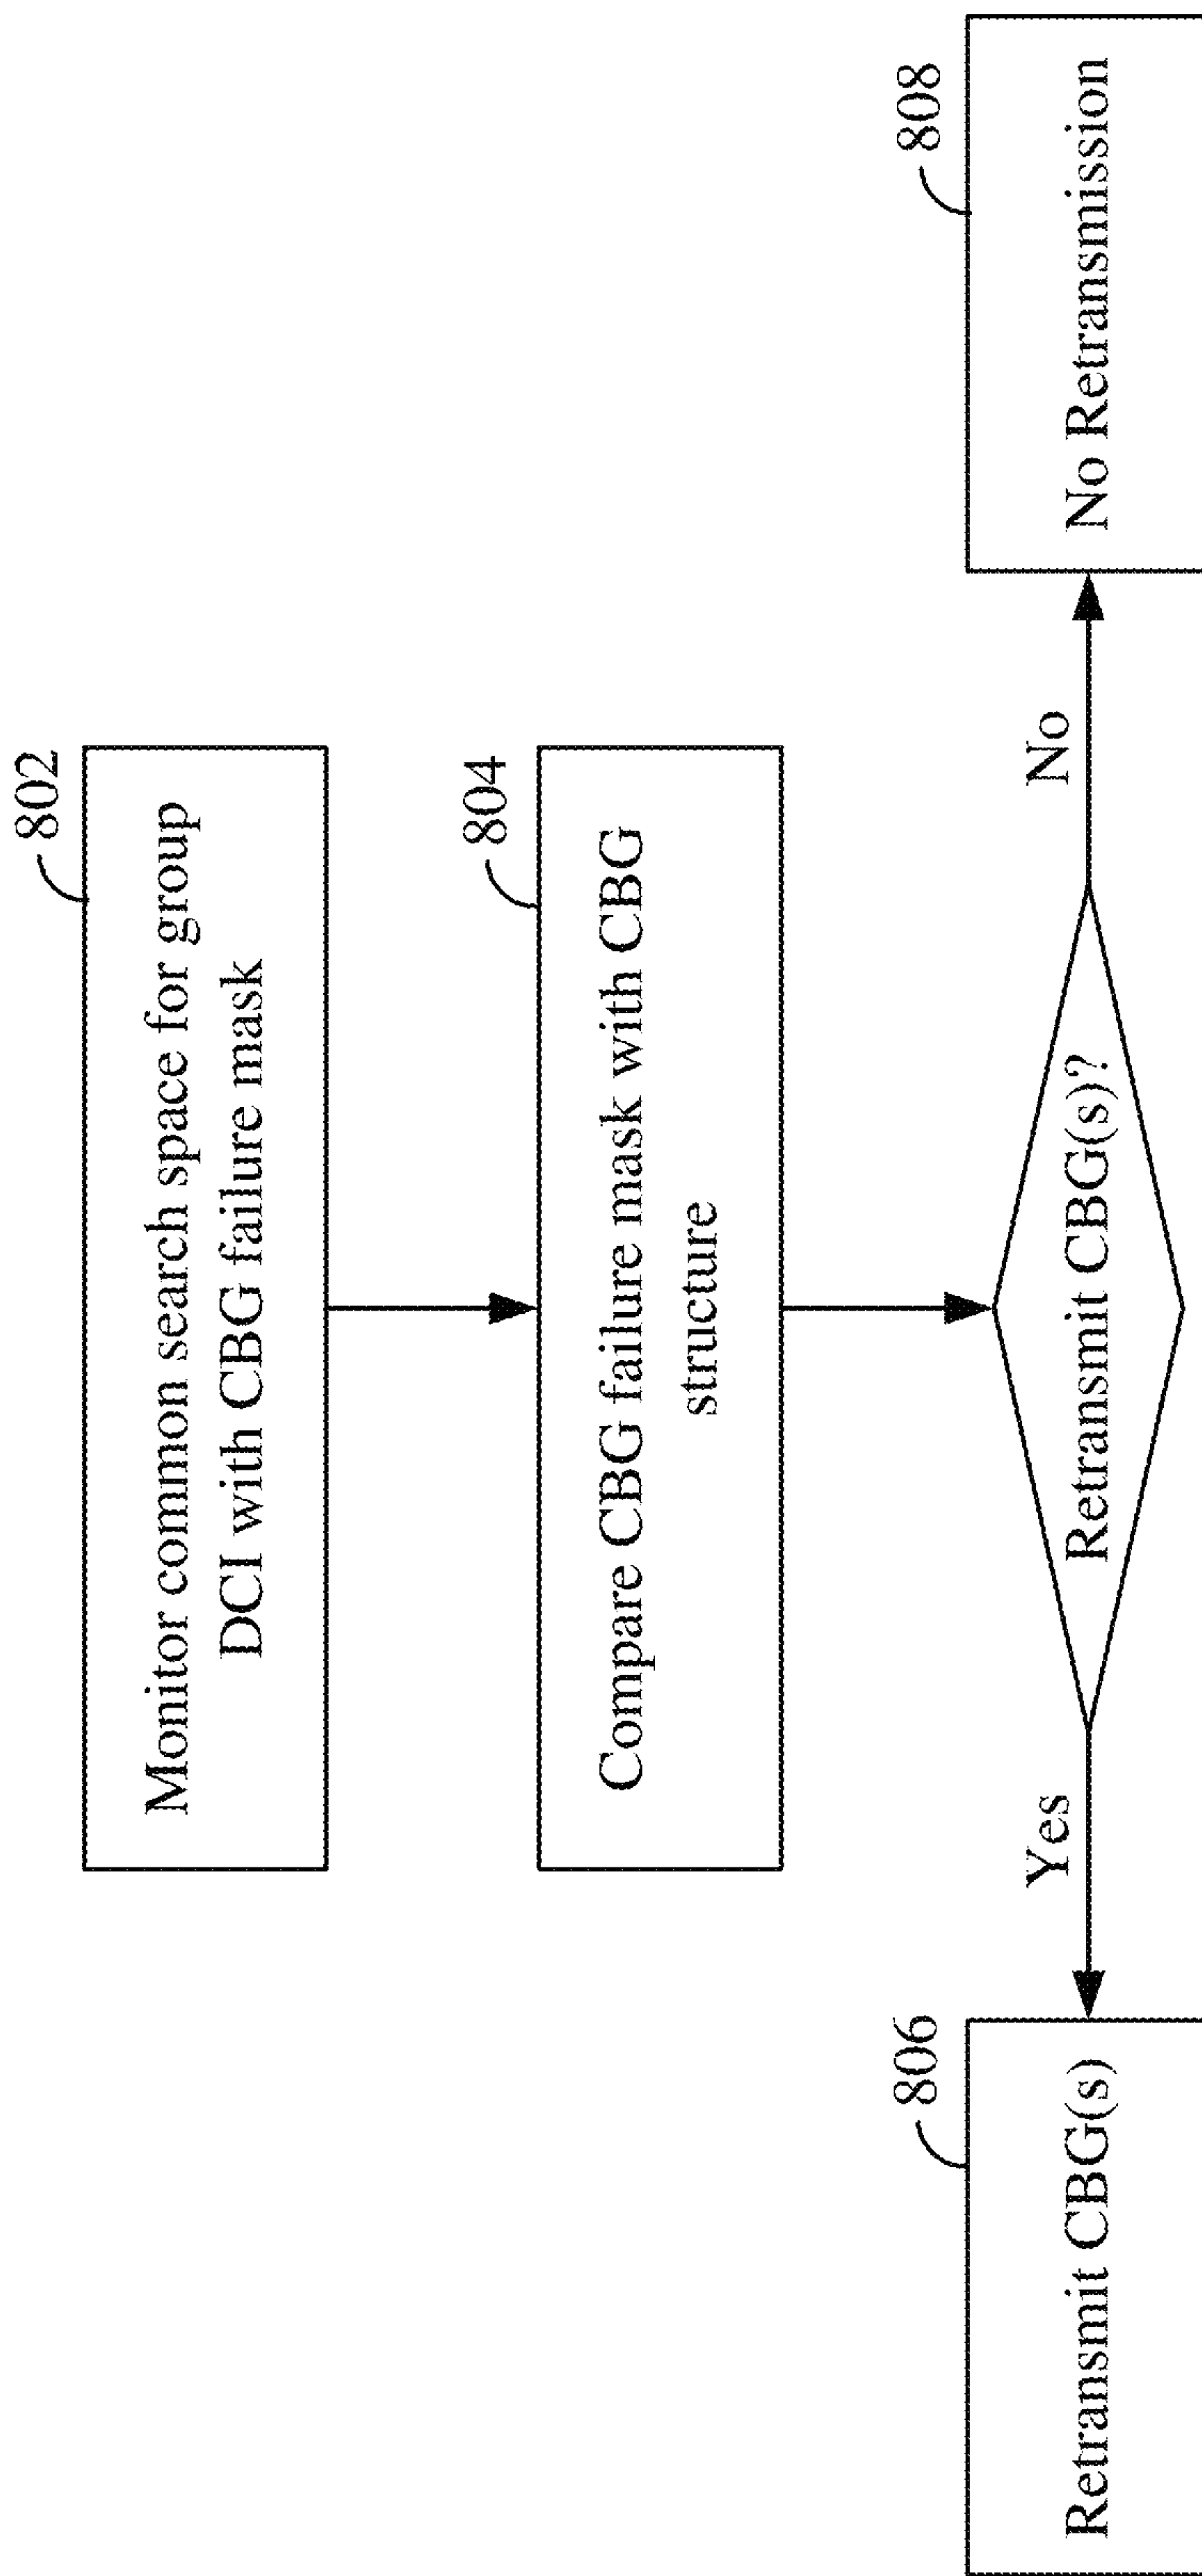 802
Monitor common search space for group
DCI with CBG failure mask
804
Compare CBG failure mask with CBG
structure
Retransmit CBG(s)?
Yes
No
806
Retransmit CBG(s)
808
No Retransmission